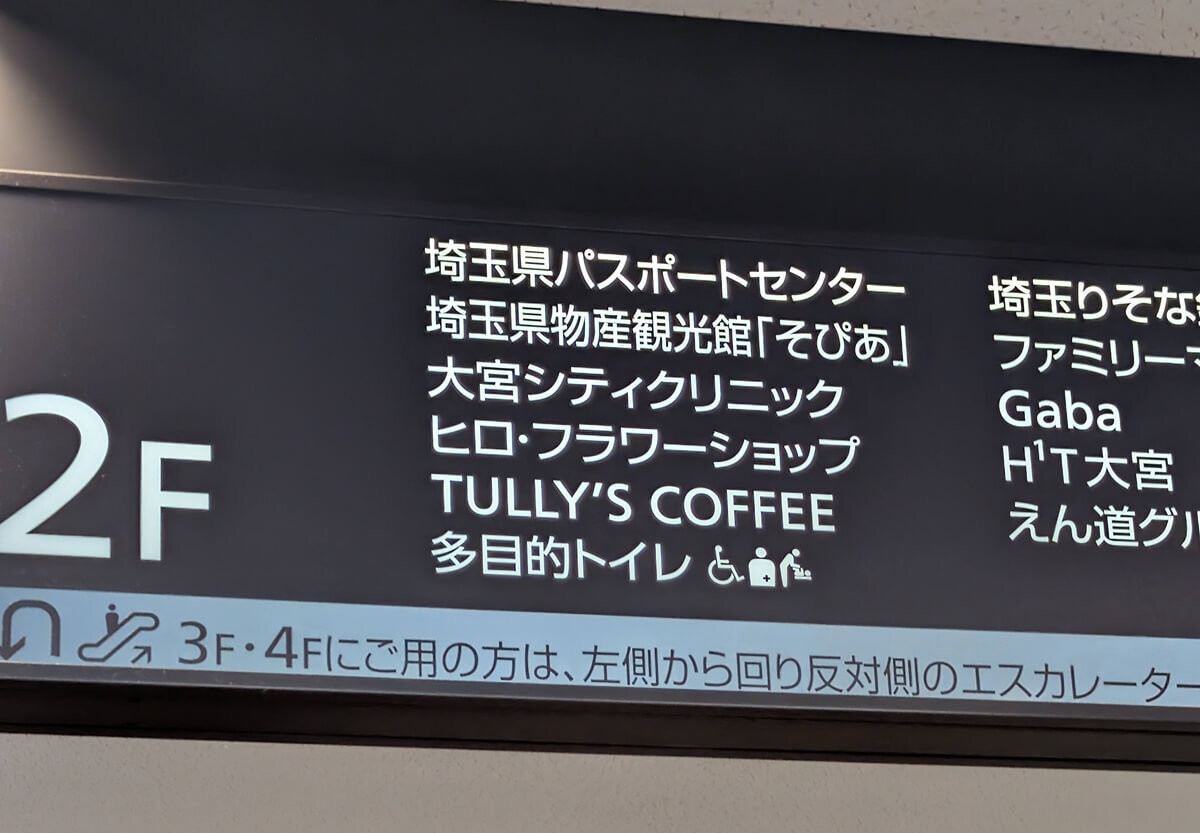 2F
埼玉県パスポートセンター
埼玉県物産観光館「そぴあ」
大宮シティクリニック
ヒロ・フラワーショップ
TULLY'S COFFEE
多目的トイレ
埼玉りそな
ファミリー
Gaba
H¹T大宮
えん道グル
3F・4Fにご用の方は、左側から回り反対側のエスカレーター